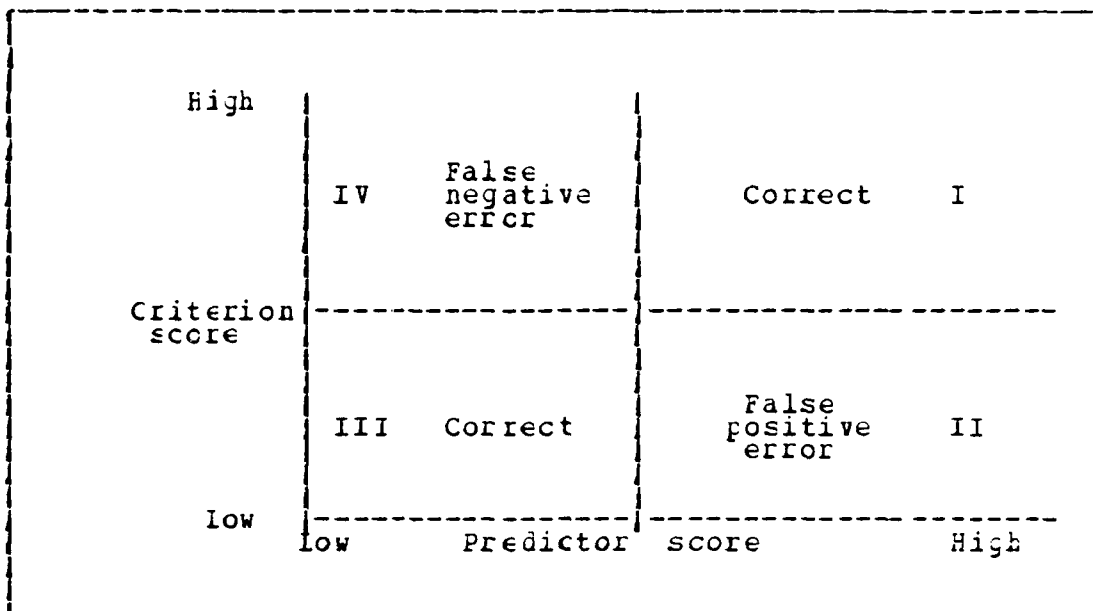 High
False
IV negative Correct I
error
Criterion
score
False
III Correct positive II
error
low
low Predictor score High